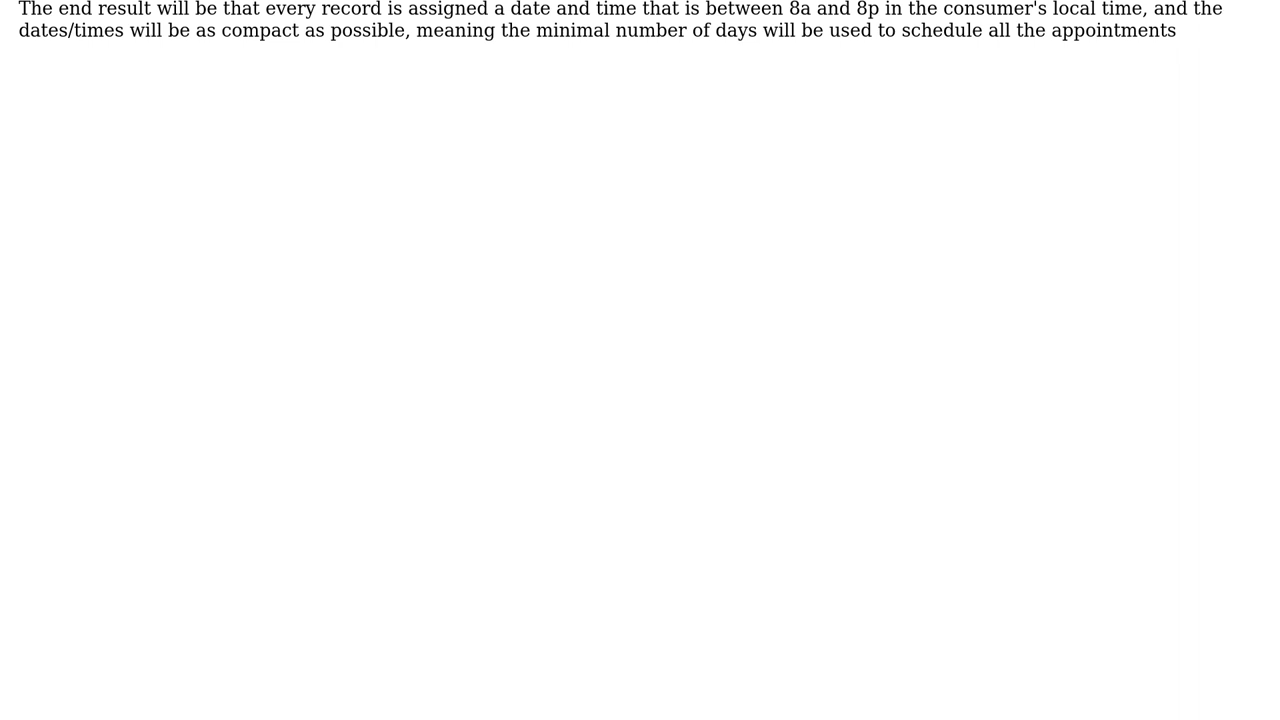 The end result will be that every record is assigned a date and time that is between 8a and 8p in the consumer's local time, and the
dates/times will be as compact as possible, meaning the minimal number of days will be used to schedule all the appointments